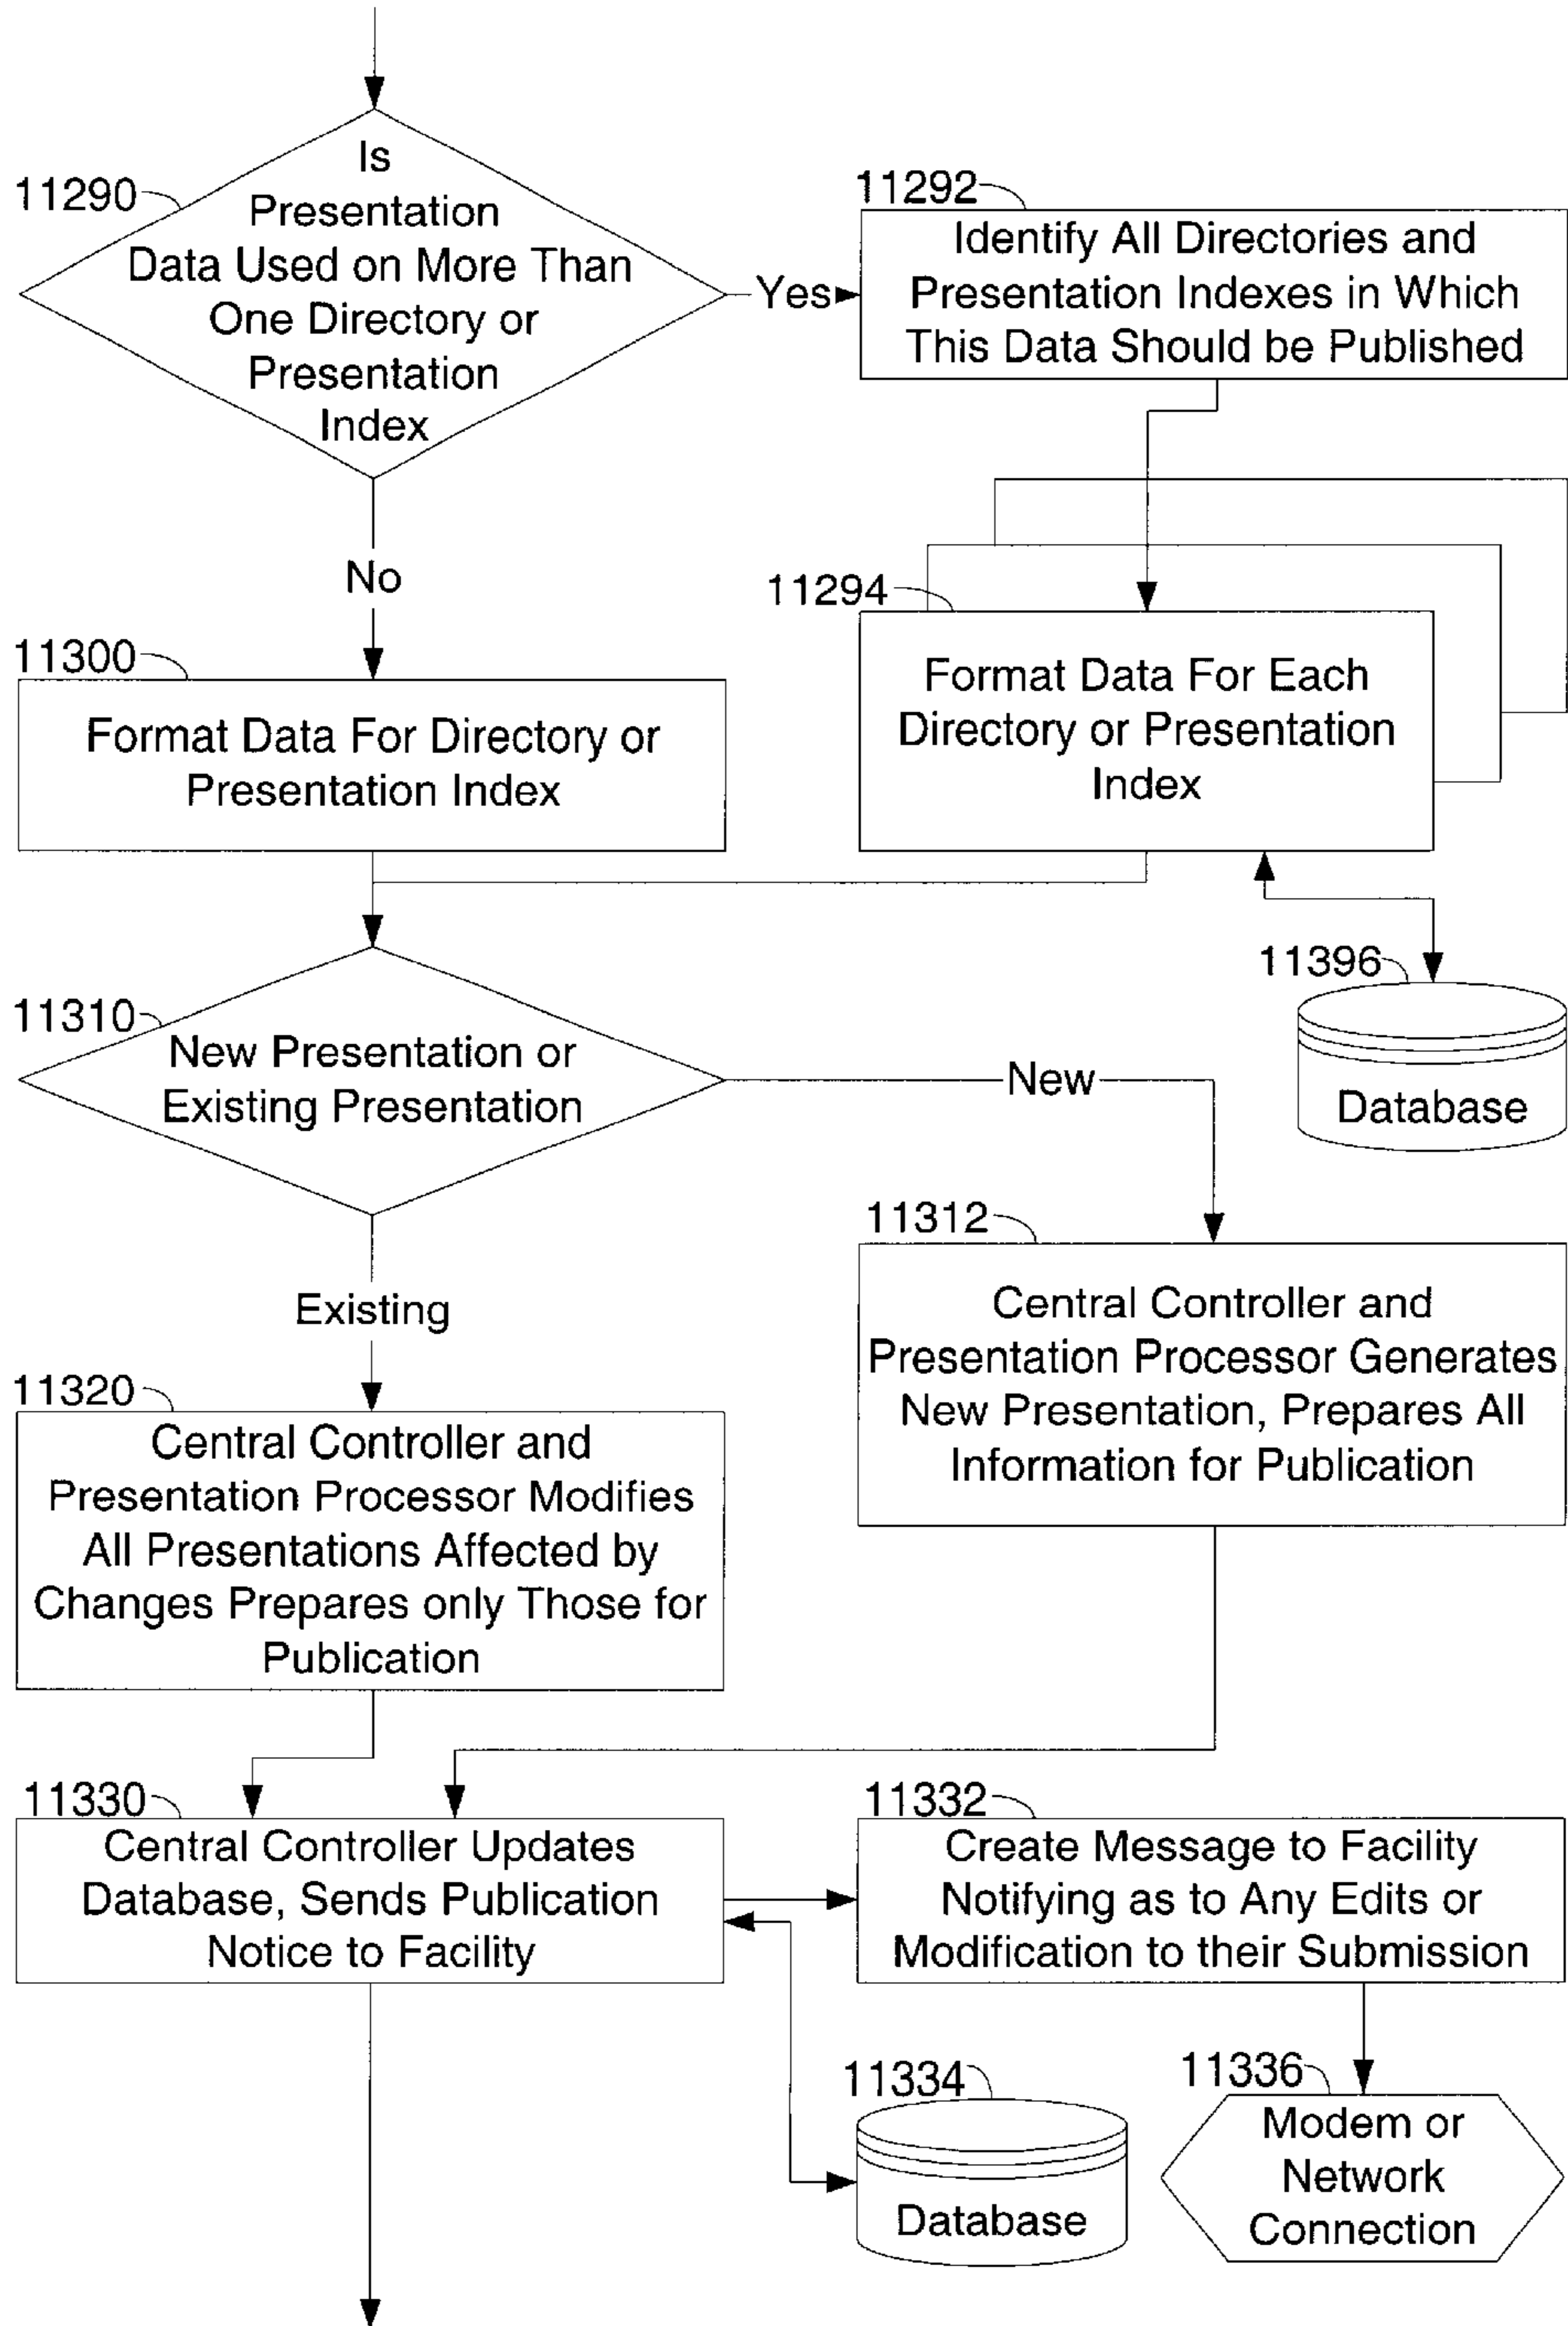 11290
Is
Presentation
Data Used on More Than
One Directory or
Presentation
Index
Yes
11292
Identify All Directories and
Presentation Indexes in Which
This Data Should be Published
No
11294
Format Data For Each
Directory or Presentation
Index
11300
Format Data For Directory or
Presentation Index
11396
Database
11310
New Presentation or
Existing Presentation
New
11312
Central Controller and
Presentation Processor Generates
New Presentation, Prepares All
Information for Publication
Existing
11320
Central Controller and
Presentation Processor Modifies
All Presentations Affected by
Changes Prepares only Those for
Publication
11330
Central Controller Updates
Database, Sends Publication
Notice to Facility
11332
Create Message to Facility
Notifying as to Any Edits or
Modification to their Submission
11334
Database
11336
Modem or
Network
Connection